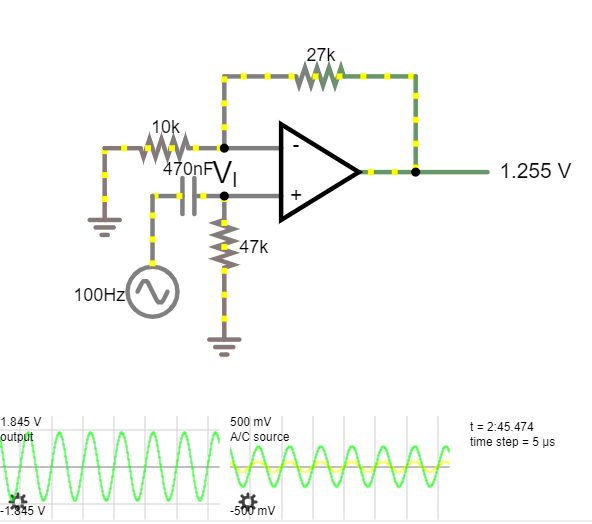 27k
10k
470nF
V_I
-
+
1.255 V
47k
100Hz
1.845 V
output
-1.845 V
500 mV
A/C source
-500 mV
t = 2:45.474
time step = 5 µs